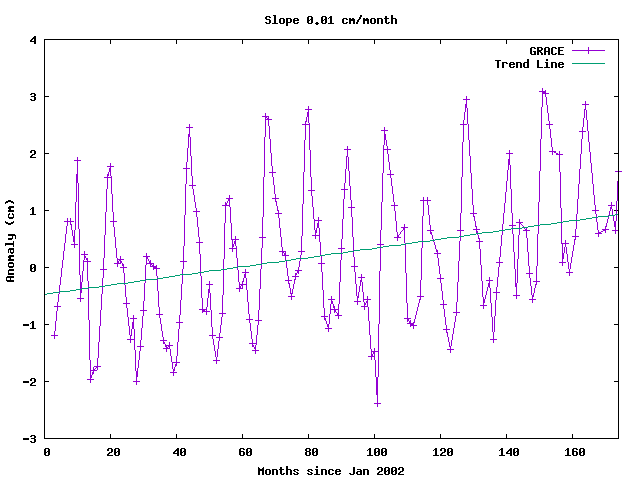 Slope 0.01 cm/month
GRACE
Trend Line
4
3
2
1
0
-1
-2
-3
Anomaly (cm)
0 20 40 60 80 100 120 140 160
Months since Jan 2002